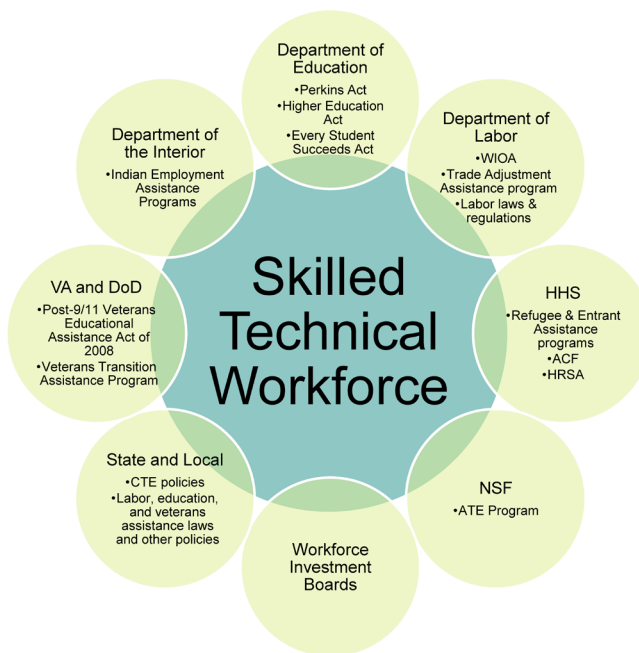 Department of
Education
•Perkins Act
•Higher Education
Act
•Every Student
Succeeds Act
Department of
Labor
•WIOA
•Trade Adjustment
Assistance program
•Labor laws &
regulations
HHS
•Refugee & Entrant
Assistance
programs
•ACF
•HRSA
NSF
•ATE Program
Workforce
Investment
Boards
State and Local
•CTE policies
•Labor, education,
and veterans
assistance laws
and other policies
VA and DoD
•Post-9/11 Veterans
Educational
Assistance Act of
2008
•Veterans Transition
Assistance Program
Department of
the Interior
•Indian Employment
Assistance
Programs
Skilled
Technical
Workforce